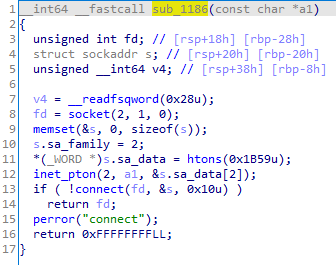 1 __int64 __fastcall sub_1186(const char *a1)
2 {
3 unsigned int fd; // [rsp+18h] [rbp-28h]
4 struct sockaddr s; // [rsp+20h] [rbp-20h]
5 unsigned __int64 v4; // [rsp+38h] [rbp-8h]
6
7 v4 = __readfsqword(0x28u);
8 fd = socket(2, 1, 0);
9 memset(&s, 0, sizeof(s));
10 s.sa_family = 2;
11 *(_WORD *)s.sa_data = htons(0x1B59u);
12 inet_pton(2, a1, &s.sa_data[2]);
13 if ( !connect(fd, &s, 0x10u) )
14 return fd;
15 perror("connect");
16 return 0xFFFFFFFFLL;
17 }